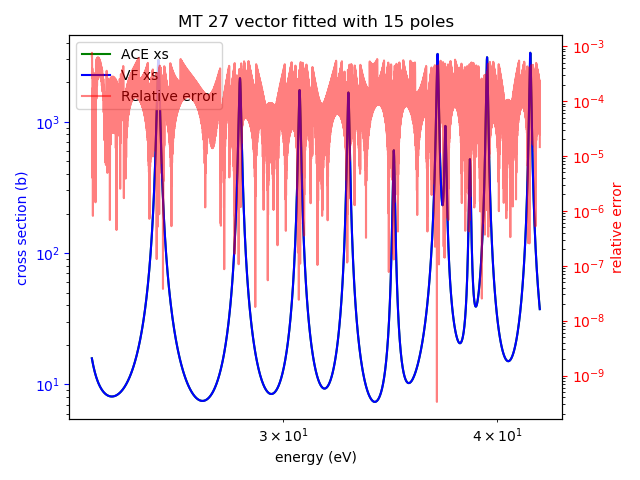 MT 27 vector fitted with 15 poles
ACE xs
VF xs
Relative error
cross section (b)
10³
10²
10¹
3 × 10¹
4 × 10¹
energy (eV)
10⁻³
10⁻⁴
10⁻⁵
10⁻⁶
10⁻⁷
10⁻⁸
10⁻⁹
relative error